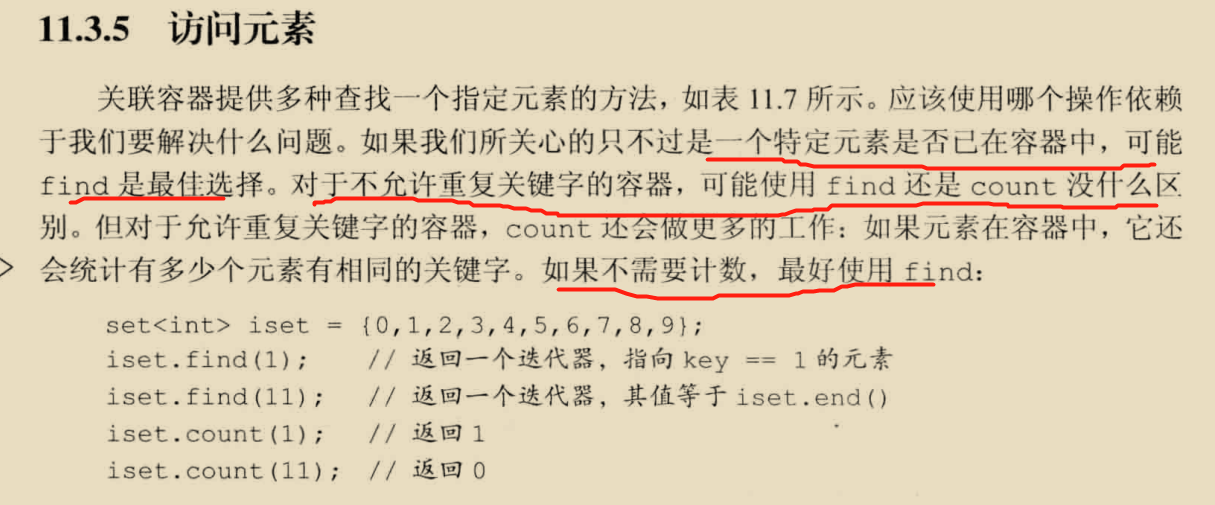 11.3.5 访问元素
关联容器提供多种查找一个指定元素的方法，如表 11.7 所示。应该使用哪个操作依赖
于我们要解决什么问题。如果我们所关心的只不过是一个特定元素是否已在容器中，可能
find 是最佳选择。对于不允许重复关键字的容器，可能使用 find 还是 count 没什么区
别。但对于允许重复关键字的容器，count 还会做更多的工作：如果元素在容器中，它还
会统计有多少个元素有相同的关键字。如果不需要计数，最好使用 find：
set<int> iset = {0,1,2,3,4,5,6,7,8,9};
iset.find(1); // 返回一个迭代器，指向 key == 1 的元素
iset.find(11); // 返回一个迭代器，其值等于 iset.end()
iset.count(1); // 返回 1
iset.count(11); // 返回 0